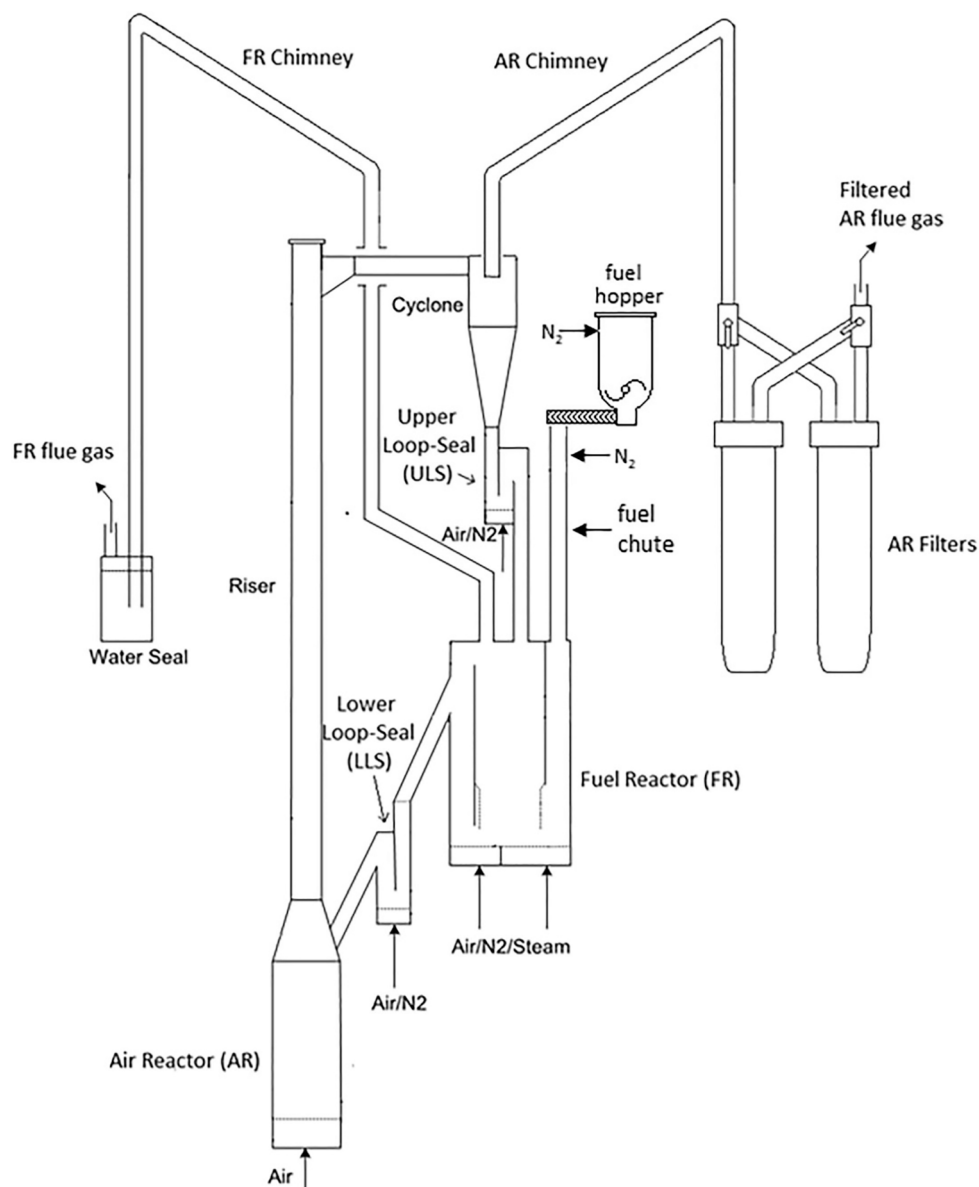 FR Chimney
AR Chimney
Filtered
AR flue gas
fuel
hopper
N₂
Cyclone
Upper
Loop-Seal
(ULS)
FR flue gas
N₂
fuel
chute
Air/N2
AR Filters
Riser
Water Seal
Lower
Loop-Seal
(LLS)
Fuel Reactor (FR)
Air/N2/Steam
Air/N2
Air Reactor (AR)
Air